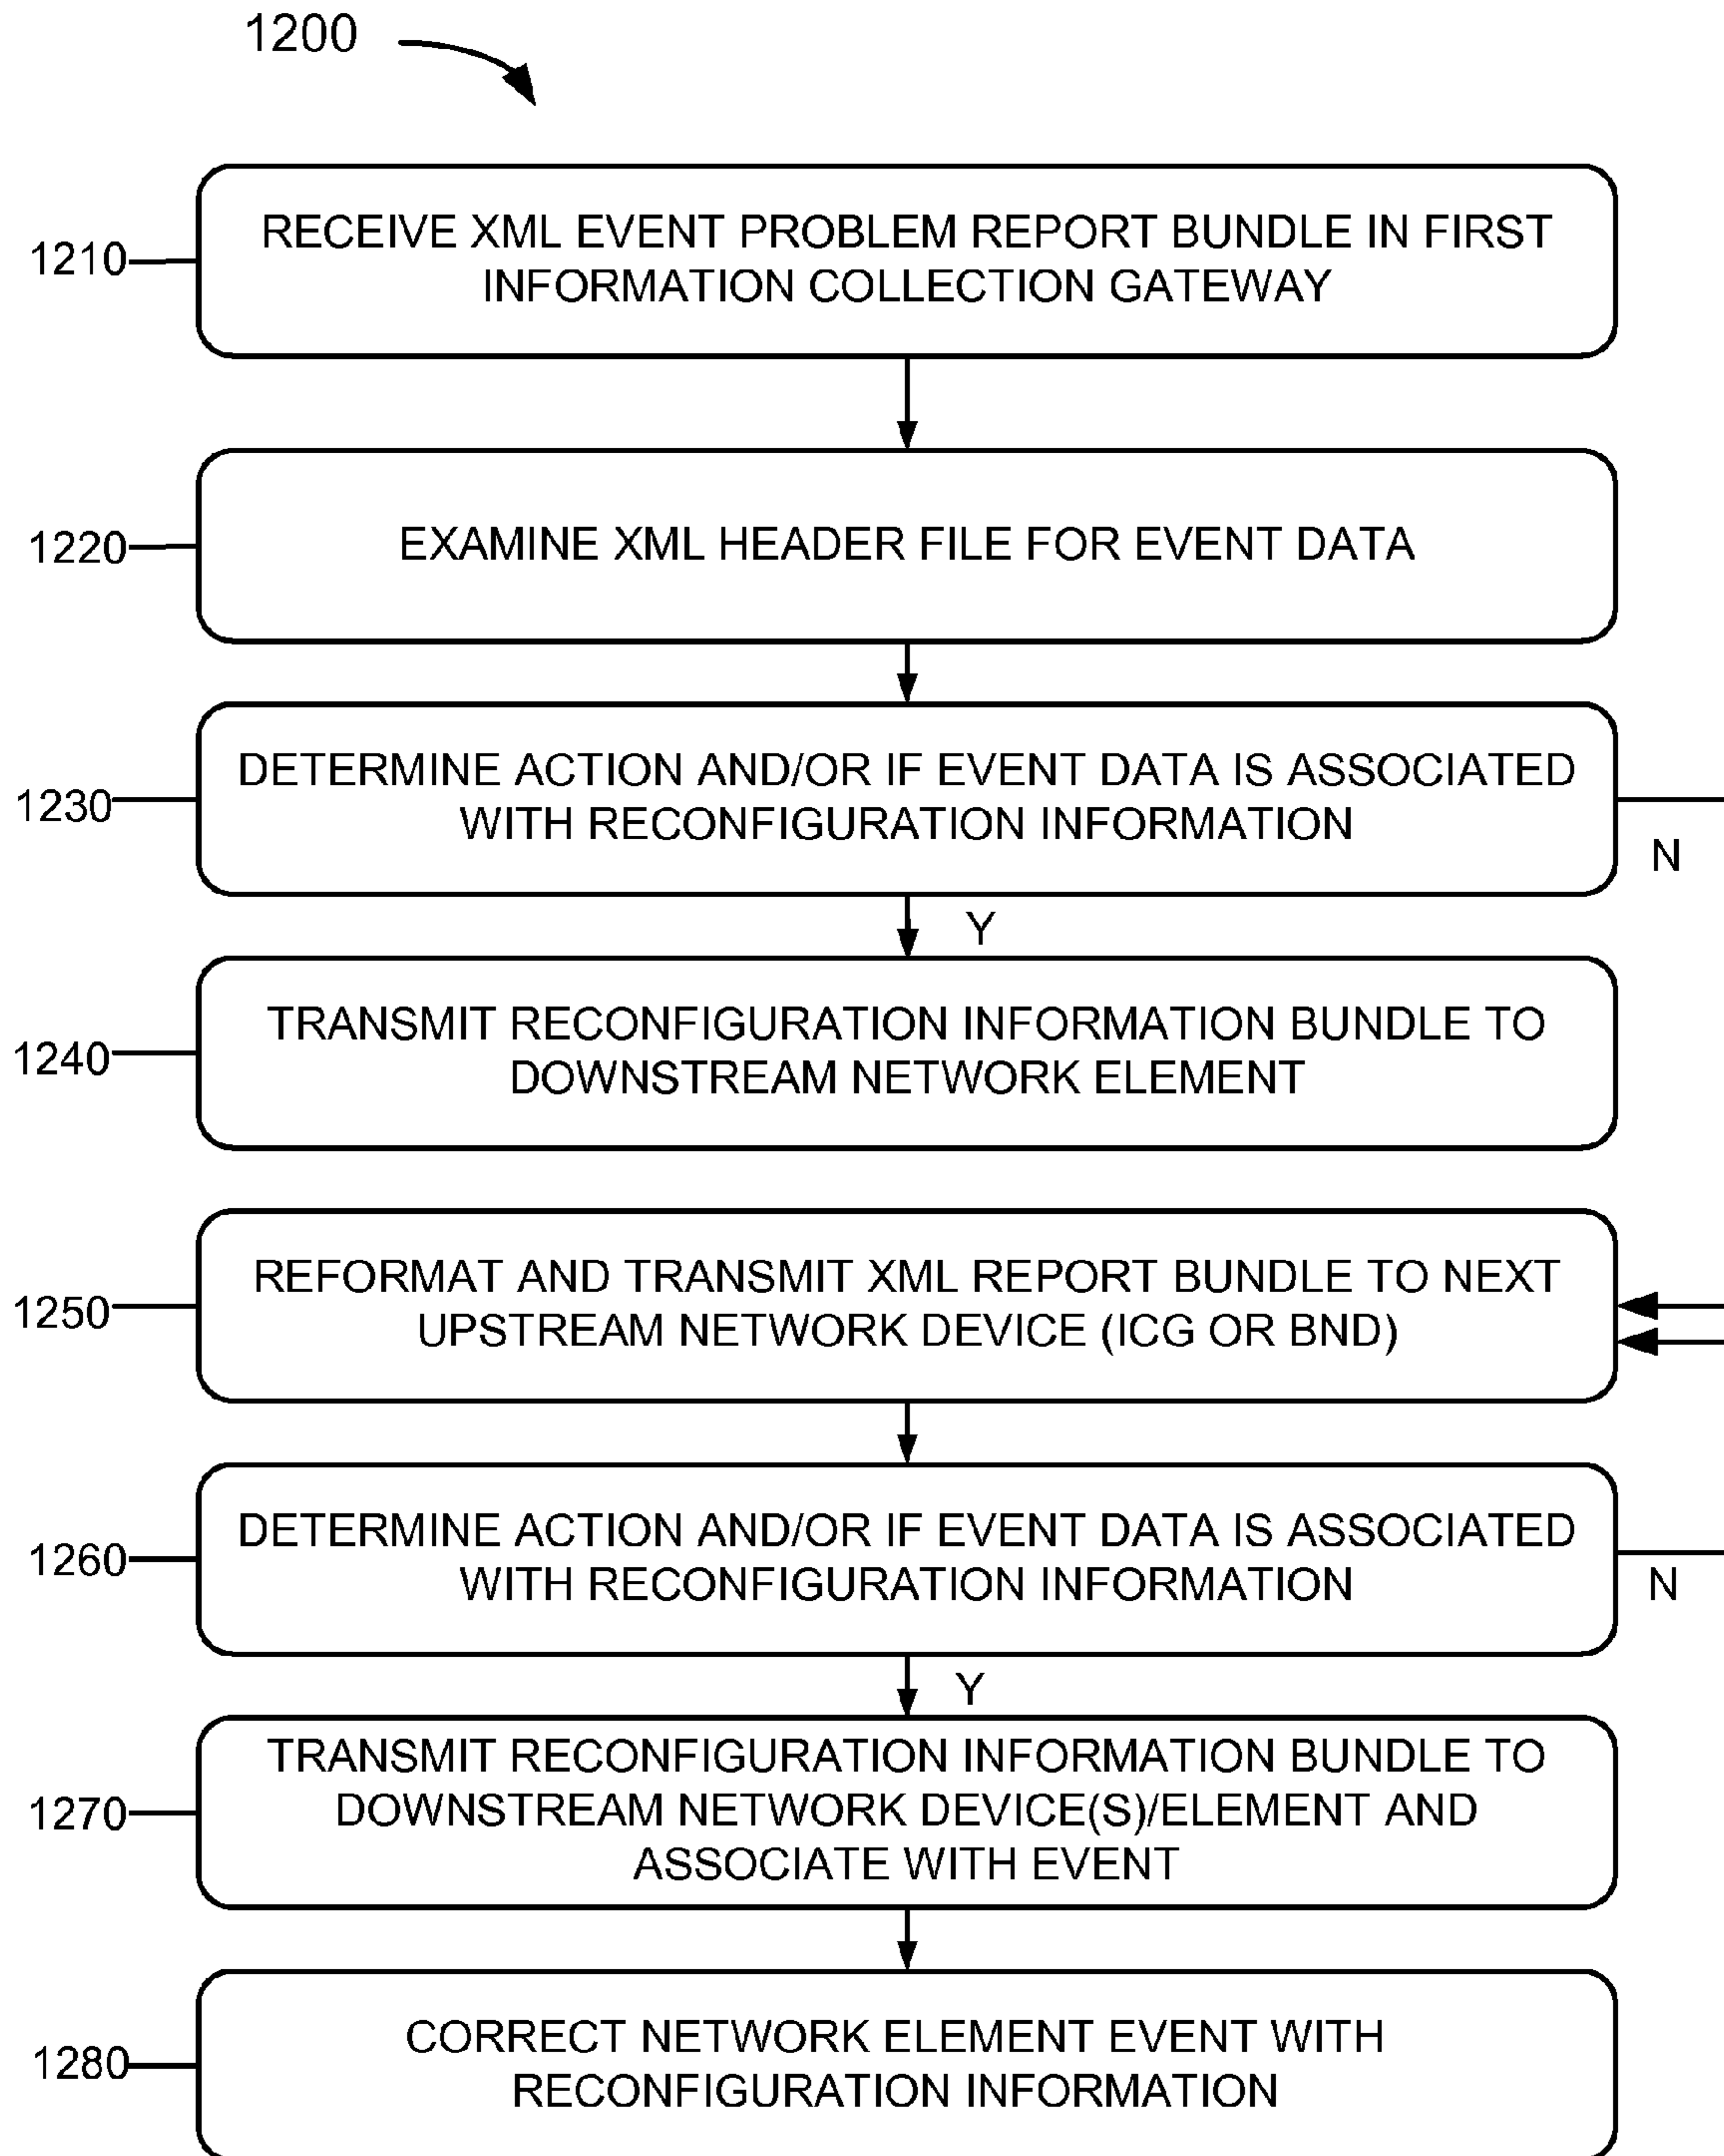 1200
1210
RECEIVE XML EVENT PROBLEM REPORT BUNDLE IN FIRST
INFORMATION COLLECTION GATEWAY
1220
EXAMINE XML HEADER FILE FOR EVENT DATA
1230
DETERMINE ACTION AND/OR IF EVENT DATA IS ASSOCIATED
WITH RECONFIGURATION INFORMATION
N
Y
1240
TRANSMIT RECONFIGURATION INFORMATION BUNDLE TO
DOWNSTREAM NETWORK ELEMENT
1250
REFORMAT AND TRANSMIT XML REPORT BUNDLE TO NEXT
UPSTREAM NETWORK DEVICE (ICG OR BND)
1260
DETERMINE ACTION AND/OR IF EVENT DATA IS ASSOCIATED
WITH RECONFIGURATION INFORMATION
N
Y
1270
TRANSMIT RECONFIGURATION INFORMATION BUNDLE TO
DOWNSTREAM NETWORK DEVICE(S)/ELEMENT AND
ASSOCIATE WITH EVENT
1280
CORRECT NETWORK ELEMENT EVENT WITH
RECONFIGURATION INFORMATION